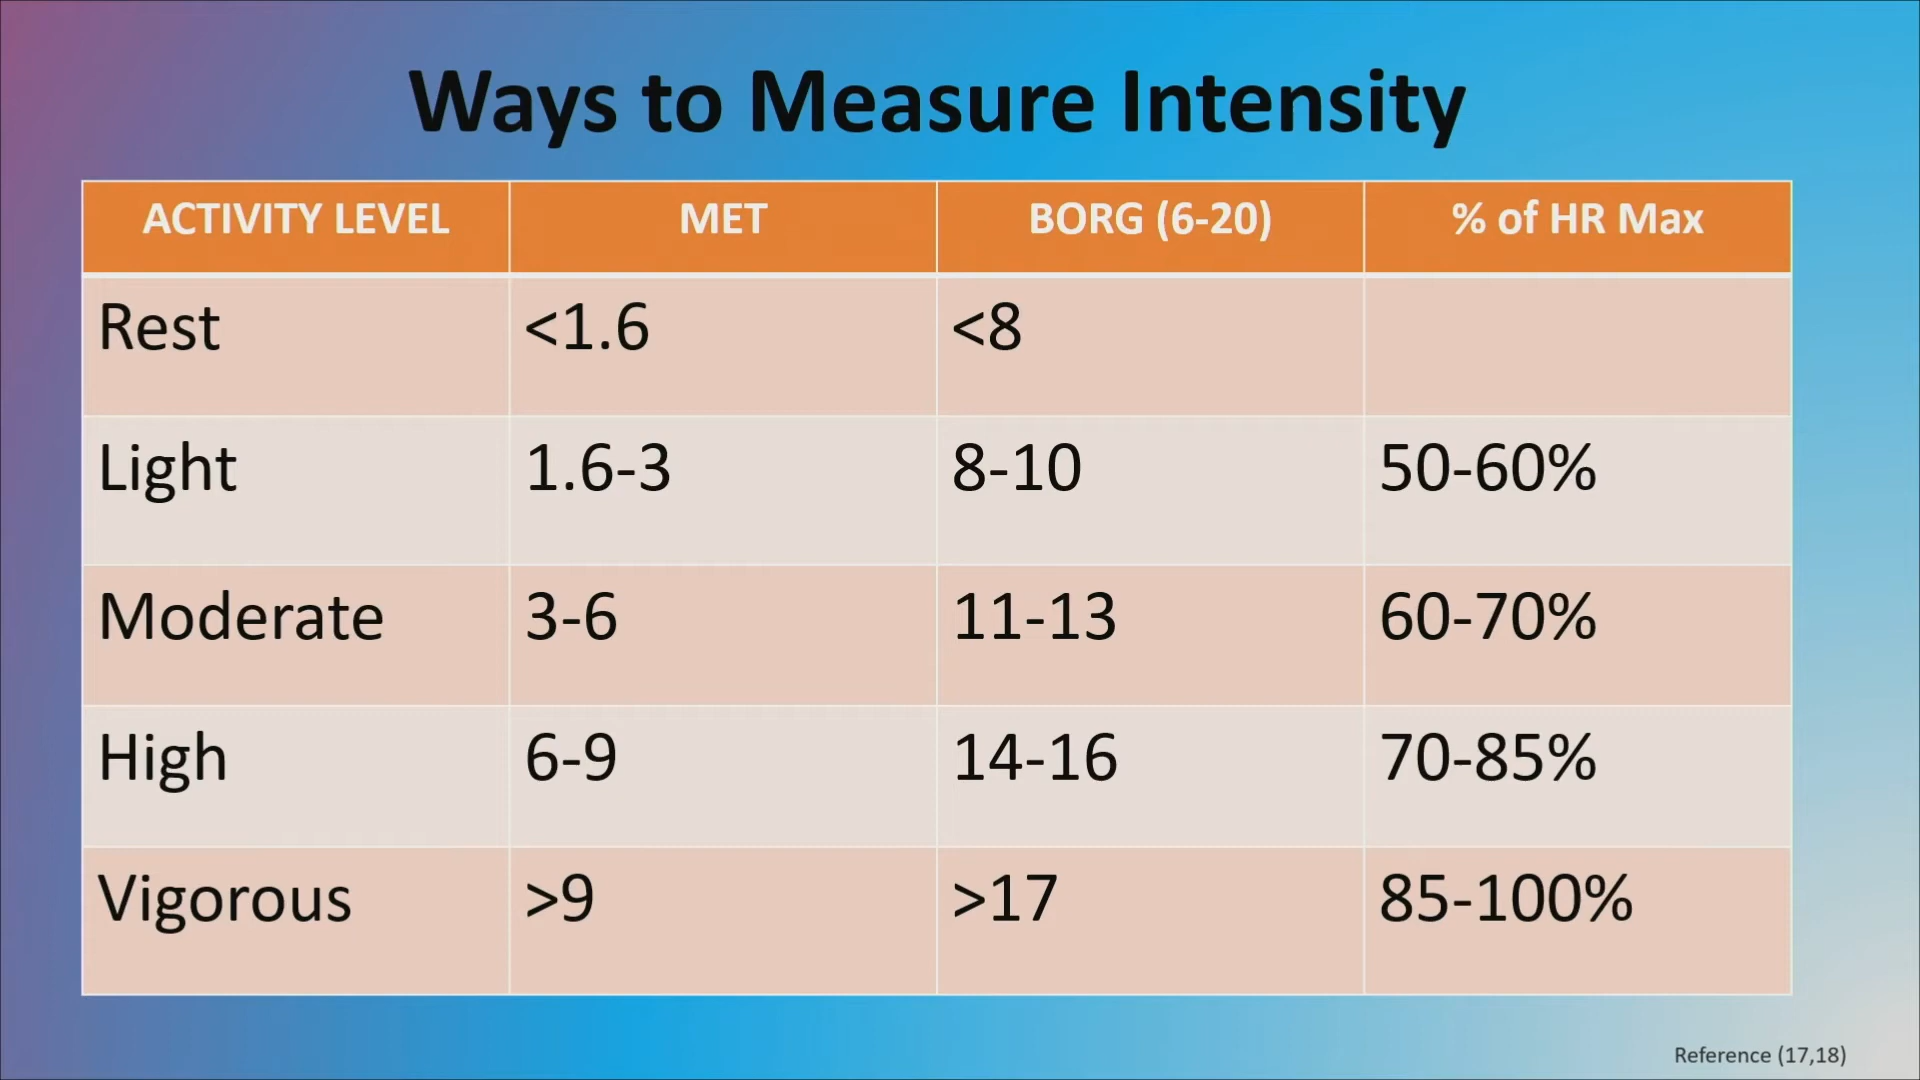 Ways to Measure Intensity
ACTIVITY LEVEL MET BORG (6-20) % of HR Max
Rest <1.6 <8
Light 1.6-3 8-10 50-60%
Moderate 3-6 11-13 60-70%
High 6-9 14-16 70-85%
Vigorous >9 >17 85-100%
Reference (17,18)